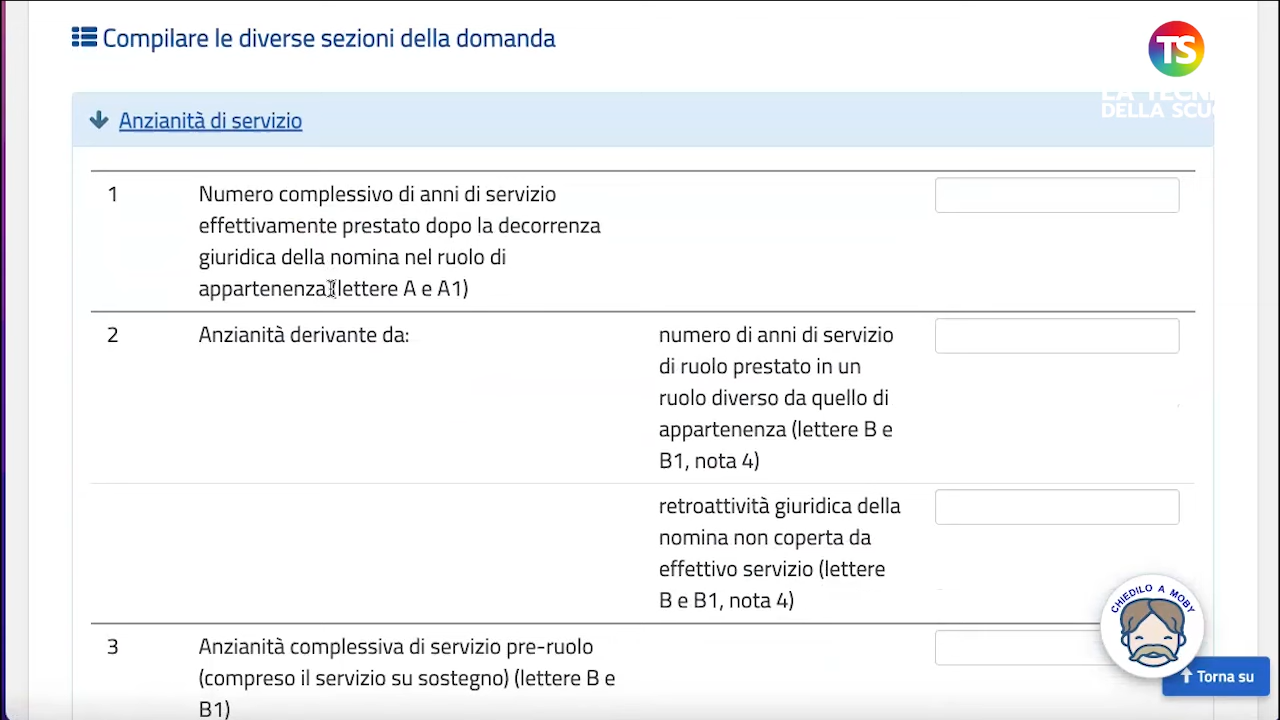 Compilare le diverse sezioni della domanda
TS
DELLA SCU
Anzianità di servizio
1
Numero complessivo di anni di servizio
effettivamente prestato dopo la decorrenza
giuridica della nomina nel ruolo di
appartenenza (lettere A e A1)
2
Anzianità derivante da:
numero di anni di servizio
di ruolo prestato in un
ruolo diverso da quello di
appartenenza (lettere B e
B1, nota 4)
retroattività giuridica della
nomina non coperta da
effettivo servizio (lettere
B e B1, nota 4)
3
Anzianità complessiva di servizio pre-ruolo
(compreso il servizio su sostegno) (lettere B e
B1)
CHIEDILO A MOBY
Torna su